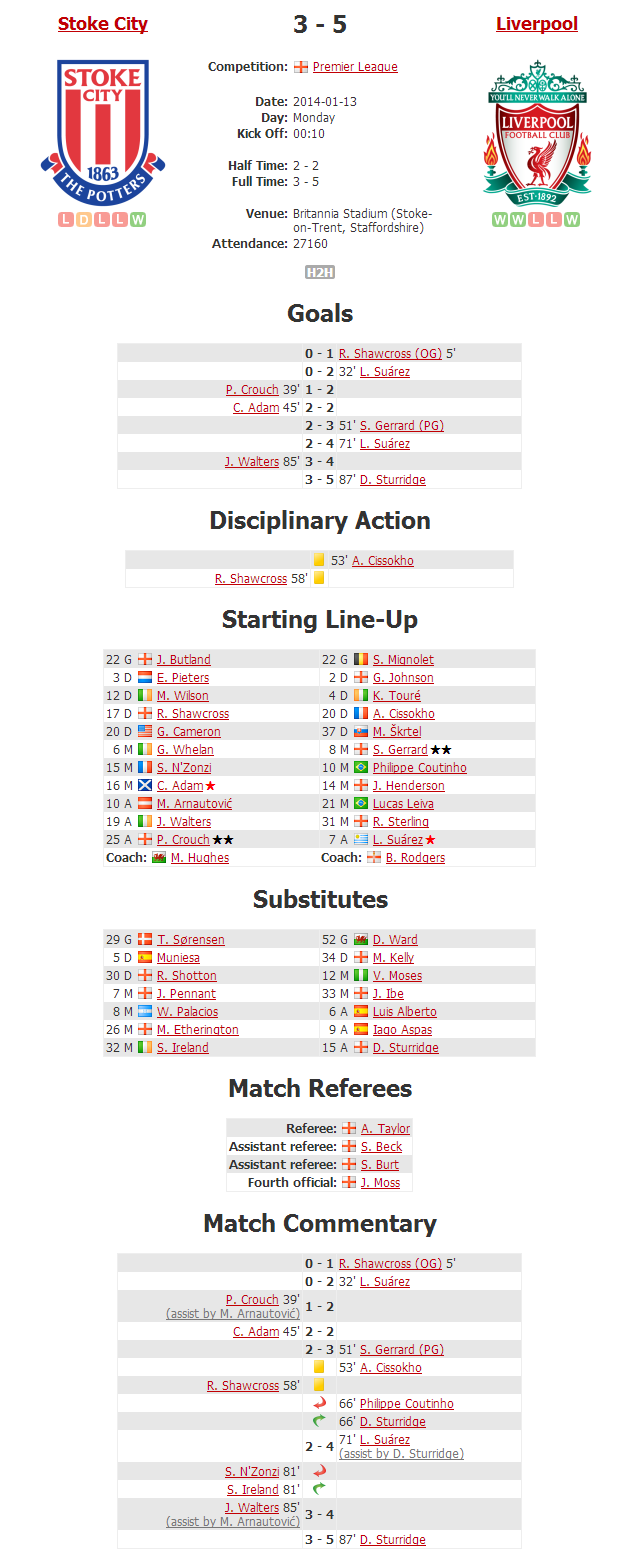 Stoke City 3 - 5 Liverpool
STOKE
CITY
1863
THE POTTERS
YOU'LL NEVER WALK ALONE
LIVERPOOL
FOOTBALL CLUB
EST·1892
L D L L W
W W L L W
Competition: Premier League
Date: 2014-01-13
Day: Monday
Kick Off: 00:10
Half Time: 2 - 2
Full Time: 3 - 5
Venue: Britannia Stadium (Stoke-
on-Trent, Staffordshire)
Attendance: 27160
H2H
Goals
0 - 1 R. Shawcross (OG) 5'
0 - 2 32' L. Suárez
P. Crouch 39' 1 - 2
C. Adam 45' 2 - 2
2 - 3 51' S. Gerrard (PG)
2 - 4 71' L. Suárez
J. Walters 85' 3 - 4
3 - 5 87' D. Sturridge
Disciplinary Action
53' A. Cissokho
R. Shawcross 58'
Starting Line-Up
22 G J. Butland 22 G S. Mignolet
3 D E. Pieters 2 D G. Johnson
12 D M. Wilson 4 D K. Touré
17 D R. Shawcross 20 D A. Cissokho
20 D G. Cameron 37 D M. Škrtel
6 M G. Whelan 8 M S. Gerrard ★★
15 M S. N'Zonzi 10 M Philippe Coutinho
16 M C. Adam ★ 14 M J. Henderson
10 A M. Arnautović 21 M Lucas Leiva
19 A J. Walters 31 M R. Sterling
25 A P. Crouch ★★ 7 A L. Suárez ★
Coach: M. Hughes Coach: B. Rodgers
Substitutes
29 G T. Sørensen 52 G D. Ward
5 D Muniesa 34 D M. Kelly
30 D R. Shotton 12 M V. Moses
7 M J. Pennant 33 M J. Ibe
8 M W. Palacios 6 A Luis Alberto
26 M M. Etherington 9 A Iago Aspas
32 M S. Ireland 15 A D. Sturridge
Match Referees
Referee: A. Taylor
Assistant referee: S. Beck
Assistant referee: S. Burt
Fourth official: J. Moss
Match Commentary
0 - 1 R. Shawcross (OG) 5'
0 - 2 32' L. Suárez
P. Crouch 39' 1 - 2
(assist by M. Arnautović)
C. Adam 45' 2 - 2
2 - 3 51' S. Gerrard (PG)
53' A. Cissokho
R. Shawcross 58'
66' Philippe Coutinho
66' D. Sturridge
2 - 4 71' L. Suárez
(assist by D. Sturridge)
S. N'Zonzi 81'
S. Ireland 81'
J. Walters 85' 3 - 4
(assist by M. Arnautović)
3 - 5 87' D. Sturridge